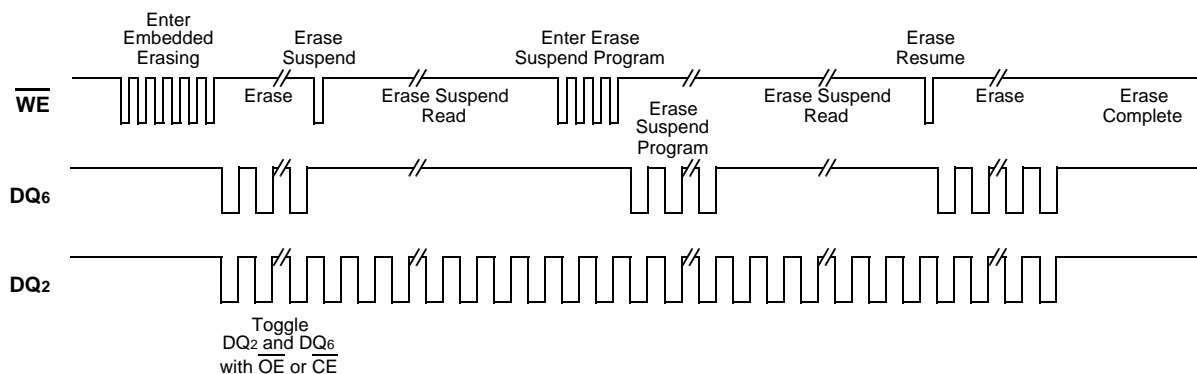 Enter
Embedded
Erasing
Erase
Suspend
Enter Erase
Suspend Program
Erase
Resume
WE
Erase
Erase Suspend
Read
Erase
Suspend
Program
Erase Suspend
Read
Erase
Erase
Complete
DQ6
DQ2
Toggle
DQ2 and DQ6
with OE or CE